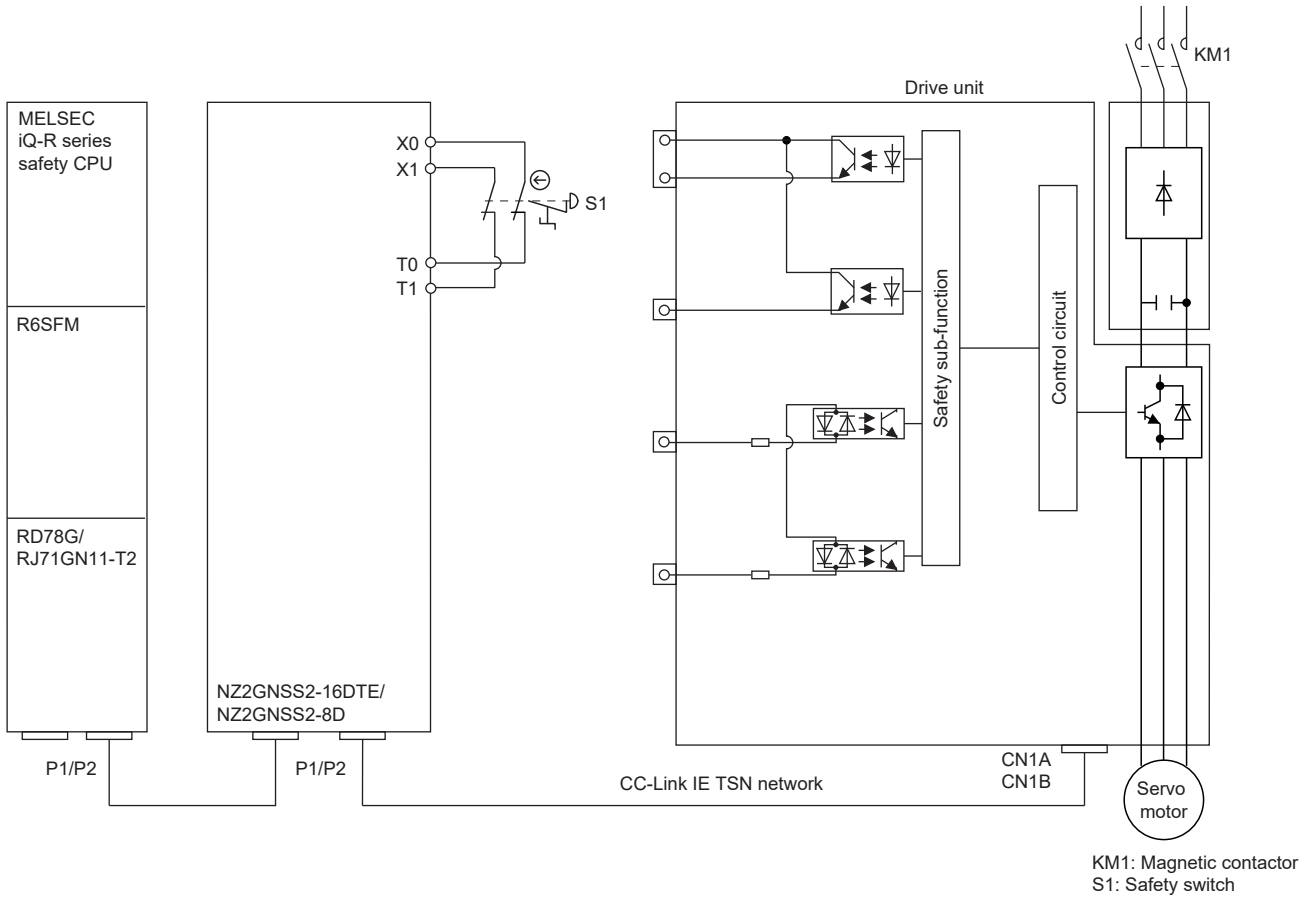 KM1
Drive unit
MELSEC
iQ-R series
safety CPU
X0
X1
S1
T0
T1
R6SFM
Safety sub-function
Control circuit
RD78G/
RJ71GN11-T2
NZ2GNSS2-16DTE/
NZ2GNSS2-8D
P1/P2
P1/P2
CC-Link IE TSN network
CN1A
CN1B
Servo
motor
KM1: Magnetic contactor
S1: Safety switch